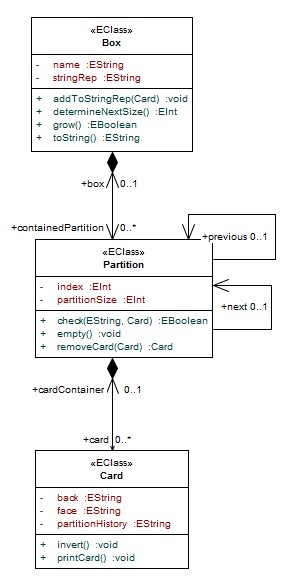 «EClass»
Box
- name :EString
- stringRep :EString
+ addToStringRep(Card) :void
+ determineNextSize() :EInt
+ grow() :EBoolean
+ toString() :EString
+box 0..1
+containedPartition 0..*
+previous 0..1
«EClass»
Partition
- index :EInt
- partitionSize :EInt
+next 0..1
+ check(EString, Card) :EBoolean
+ empty() :void
+ removeCard(Card) :Card
+cardContainer 0..1
+card 0..*
«EClass»
Card
- back :EString
- face :EString
- partitionHistory :EString
+ invert() :void
+ printCard() :void